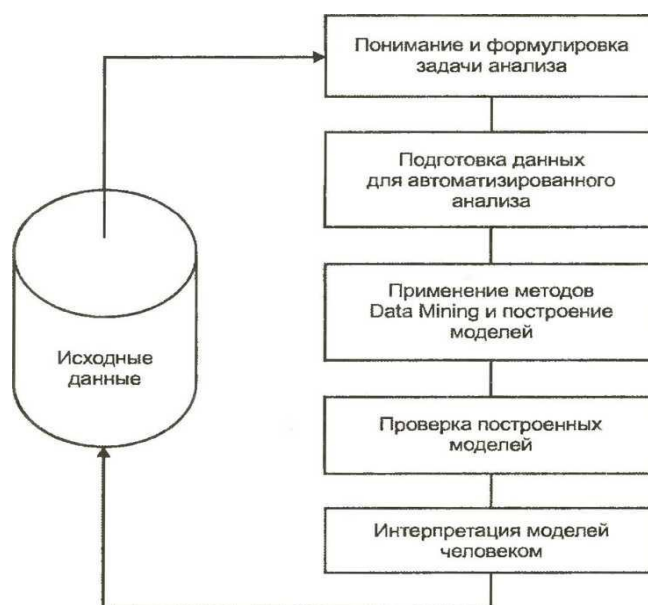 Понимание и формулировка
задачи анализа
Подготовка данных
для автоматизированного
анализа
Применение методов
Data Mining и построение
моделей
Исходные
данные
Проверка построенных
моделей
Интерпретация моделей
человеком